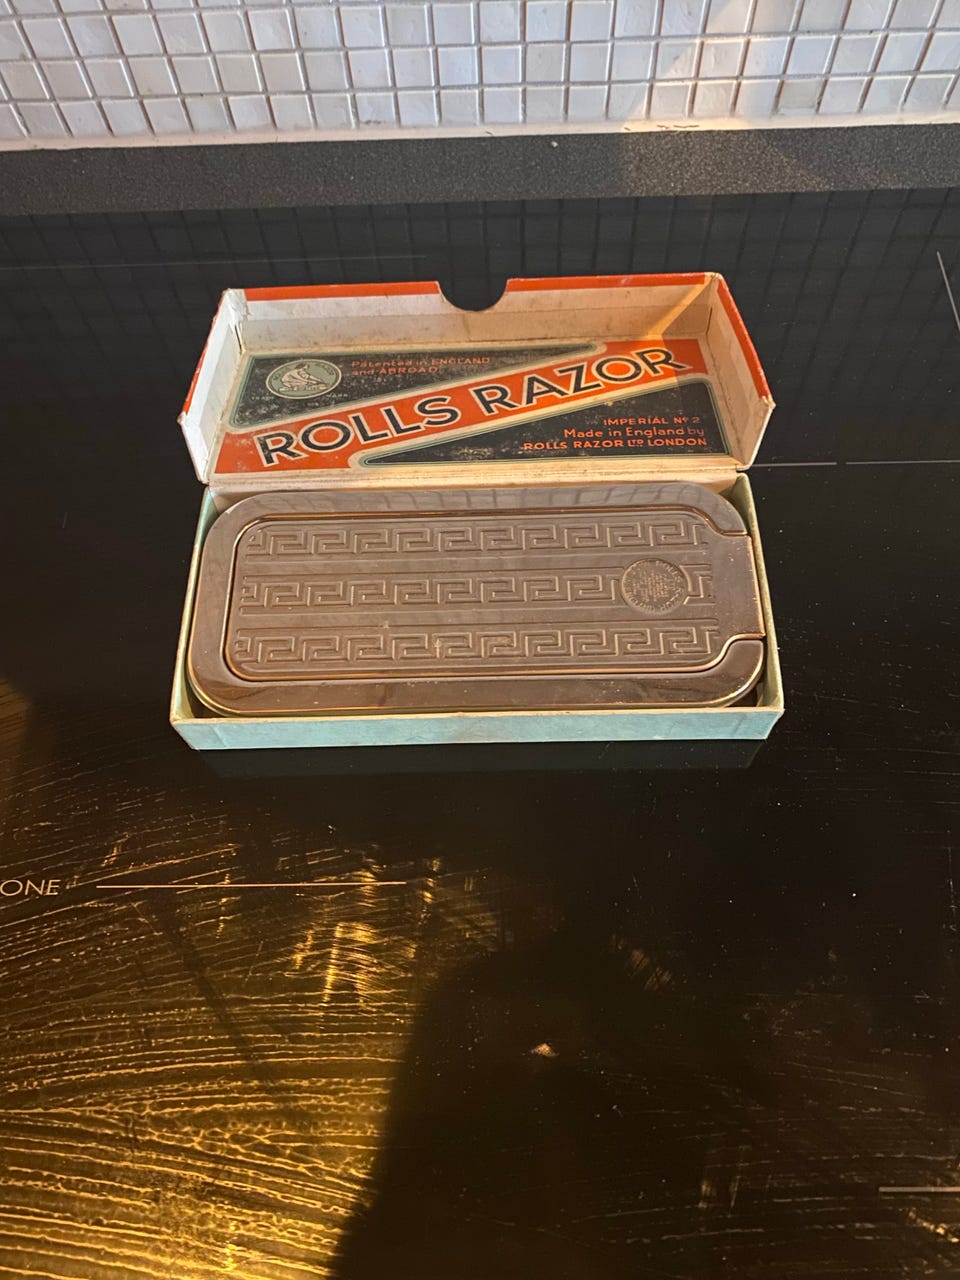 Patented in ENGLAND
and ABROAD
ROLLS RAZOR
IMPERIAL Nº 2
Made in England by
ROLLS RAZOR LTD LONDON
ONE